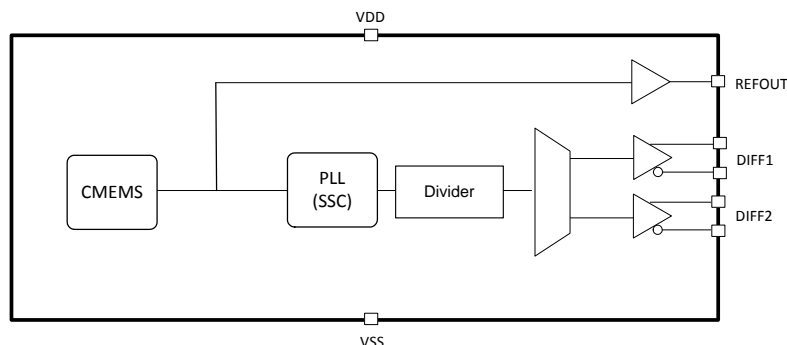 VDD
REFOUT
CMEMS
PLL
(SSC)
Divider
DIFF1
DIFF2
VSS